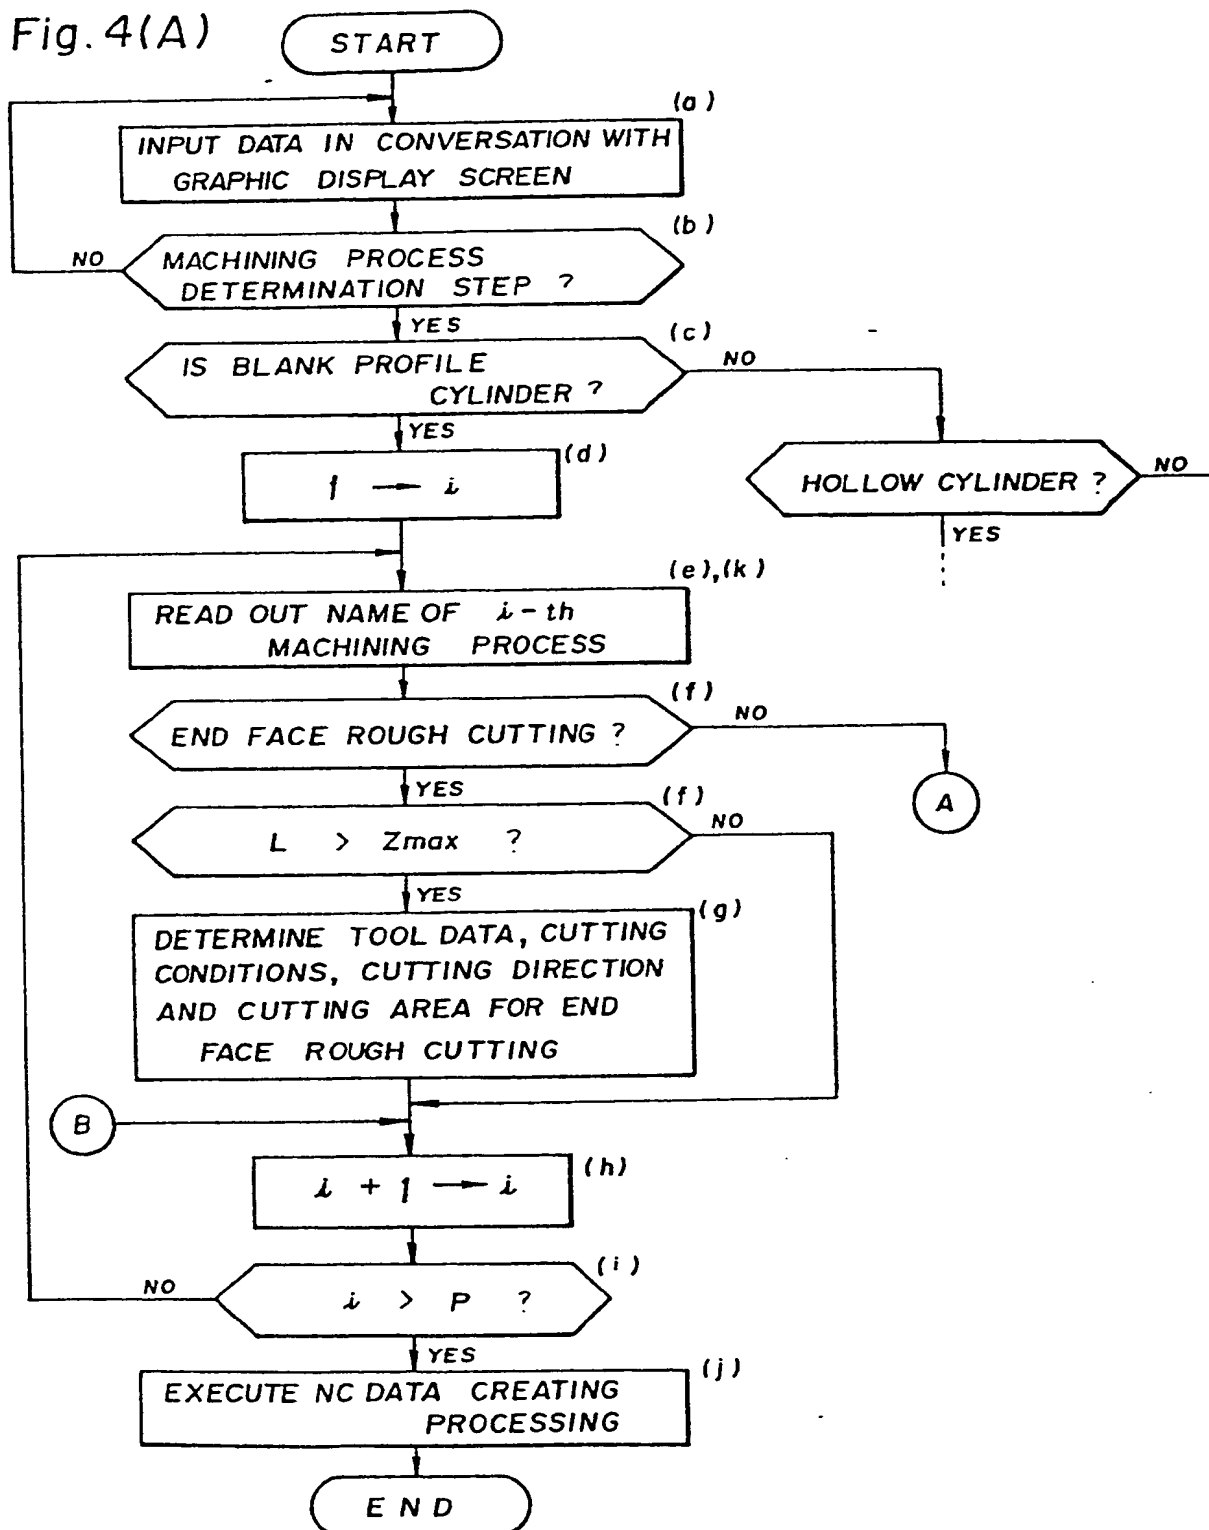 Fig. 4(A)
START
(a)
INPUT DATA IN CONVERSATION WITH
GRAPHIC DISPLAY SCREEN
(b)
NO
MACHINING PROCESS
DETERMINATION STEP ?
YES
(c)
IS BLANK PROFILE
CYLINDER ?
NO
YES
(d)
1 → i
HOLLOW CYLINDER ?
NO
YES
(e),(k)
READ OUT NAME OF i-th
MACHINING PROCESS
(f)
END FACE ROUGH CUTTING ?
NO
YES
A
(f)
L > Zmax ?
NO
YES
(g)
DETERMINE TOOL DATA, CUTTING
CONDITIONS, CUTTING DIRECTION
AND CUTTING AREA FOR END
FACE ROUGH CUTTING
B
(h)
i + 1 → i
(i)
NO
i > P ?
YES
(j)
EXECUTE NC DATA CREATING
PROCESSING
END